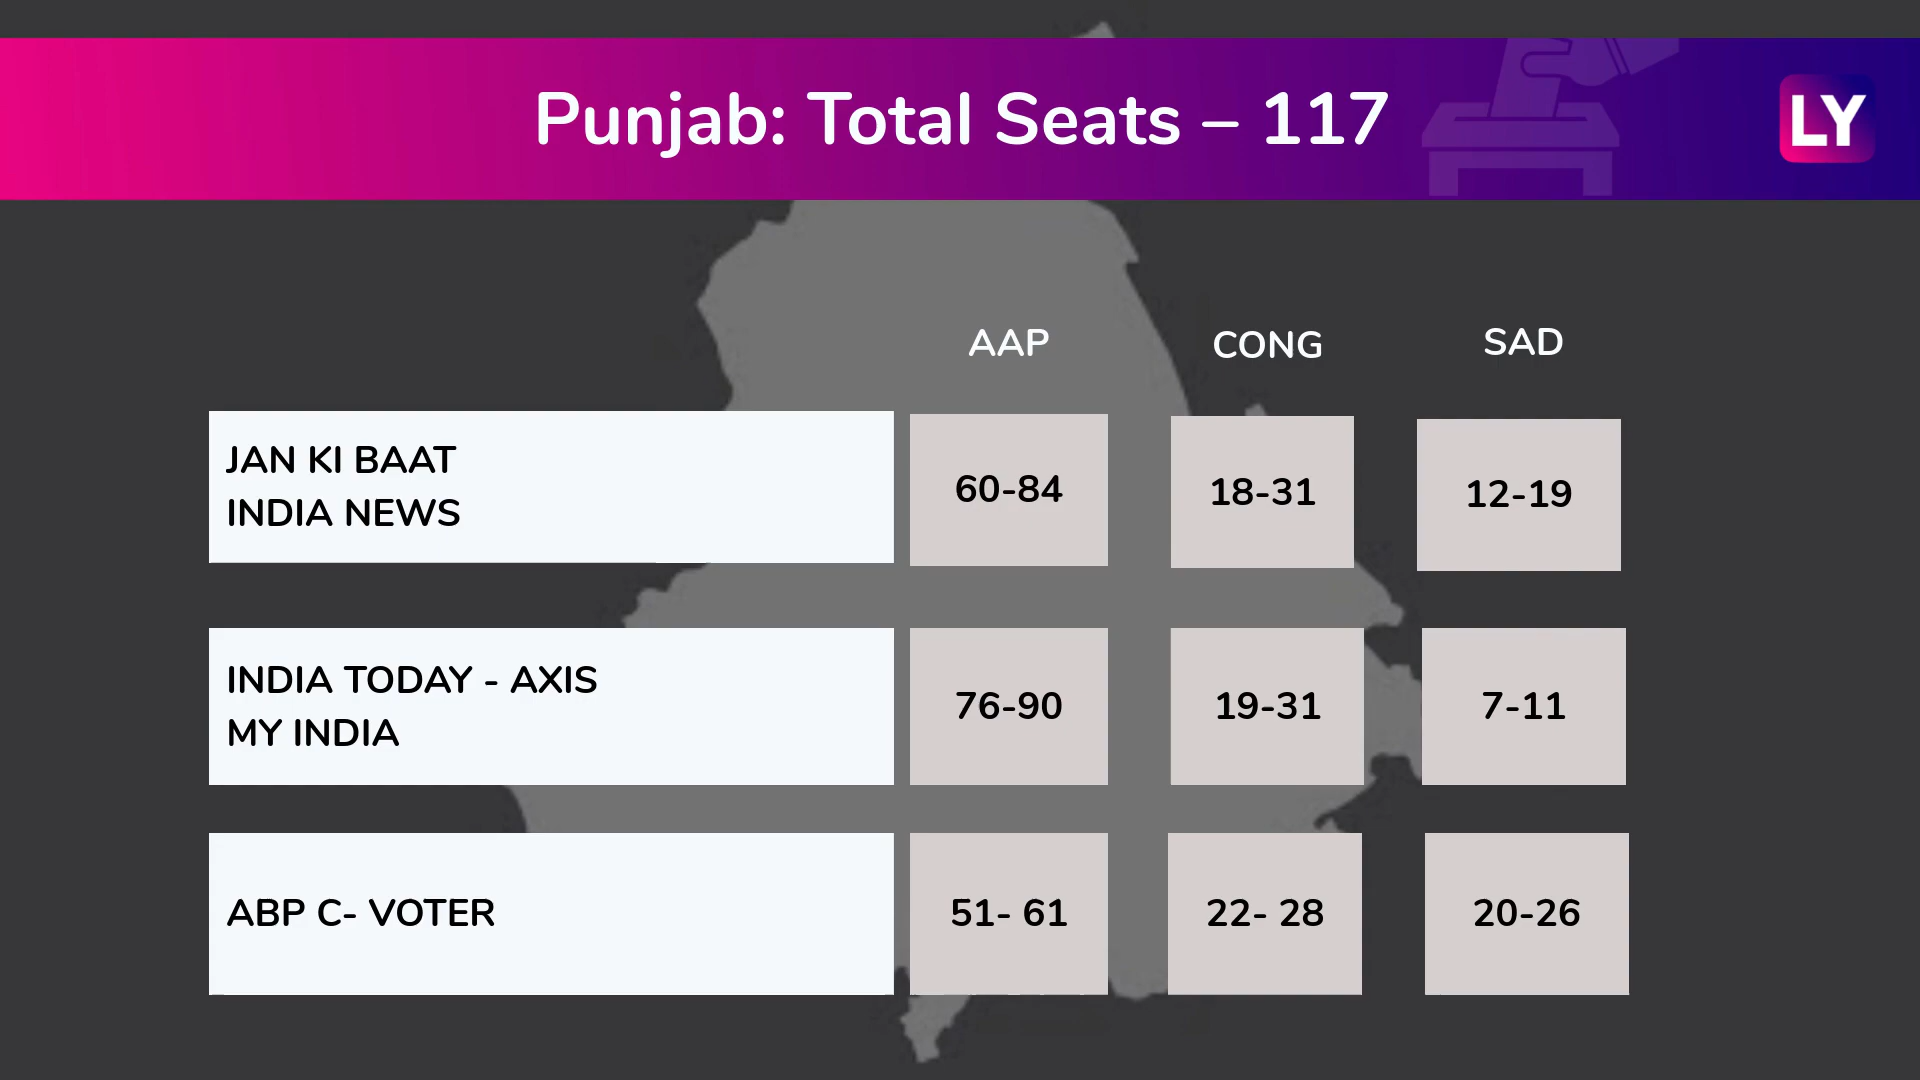 Punjab: Total Seats – 117
LY
AAP CONG SAD
JAN KI BAAT
INDIA NEWS
60-84 18-31 12-19
INDIA TODAY - AXIS
MY INDIA
76-90 19-31 7-11
ABP C- VOTER 51- 61 22- 28 20-26